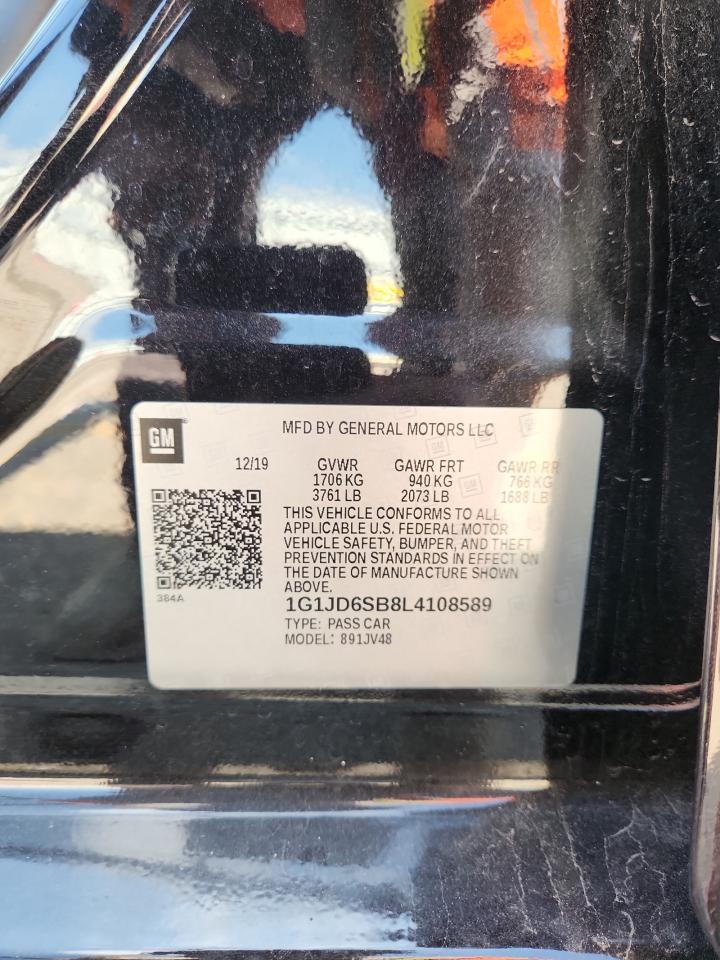 GM
MFD BY GENERAL MOTORS LLC
12/19 GVWR GAWR FRT GAWR RR
1706 KG 940 KG 766 KG
3761 LB 2073 LB 1688 LB
THIS VEHICLE CONFORMS TO ALL
APPLICABLE U.S. FEDERAL MOTOR
VEHICLE SAFETY, BUMPER, AND THEFT
PREVENTION STANDARDS IN EFFECT ON
THE DATE OF MANUFACTURE SHOWN
ABOVE.
384A
1G1JD6SB8L4108589
TYPE: PASS CAR
MODEL: 891JV48